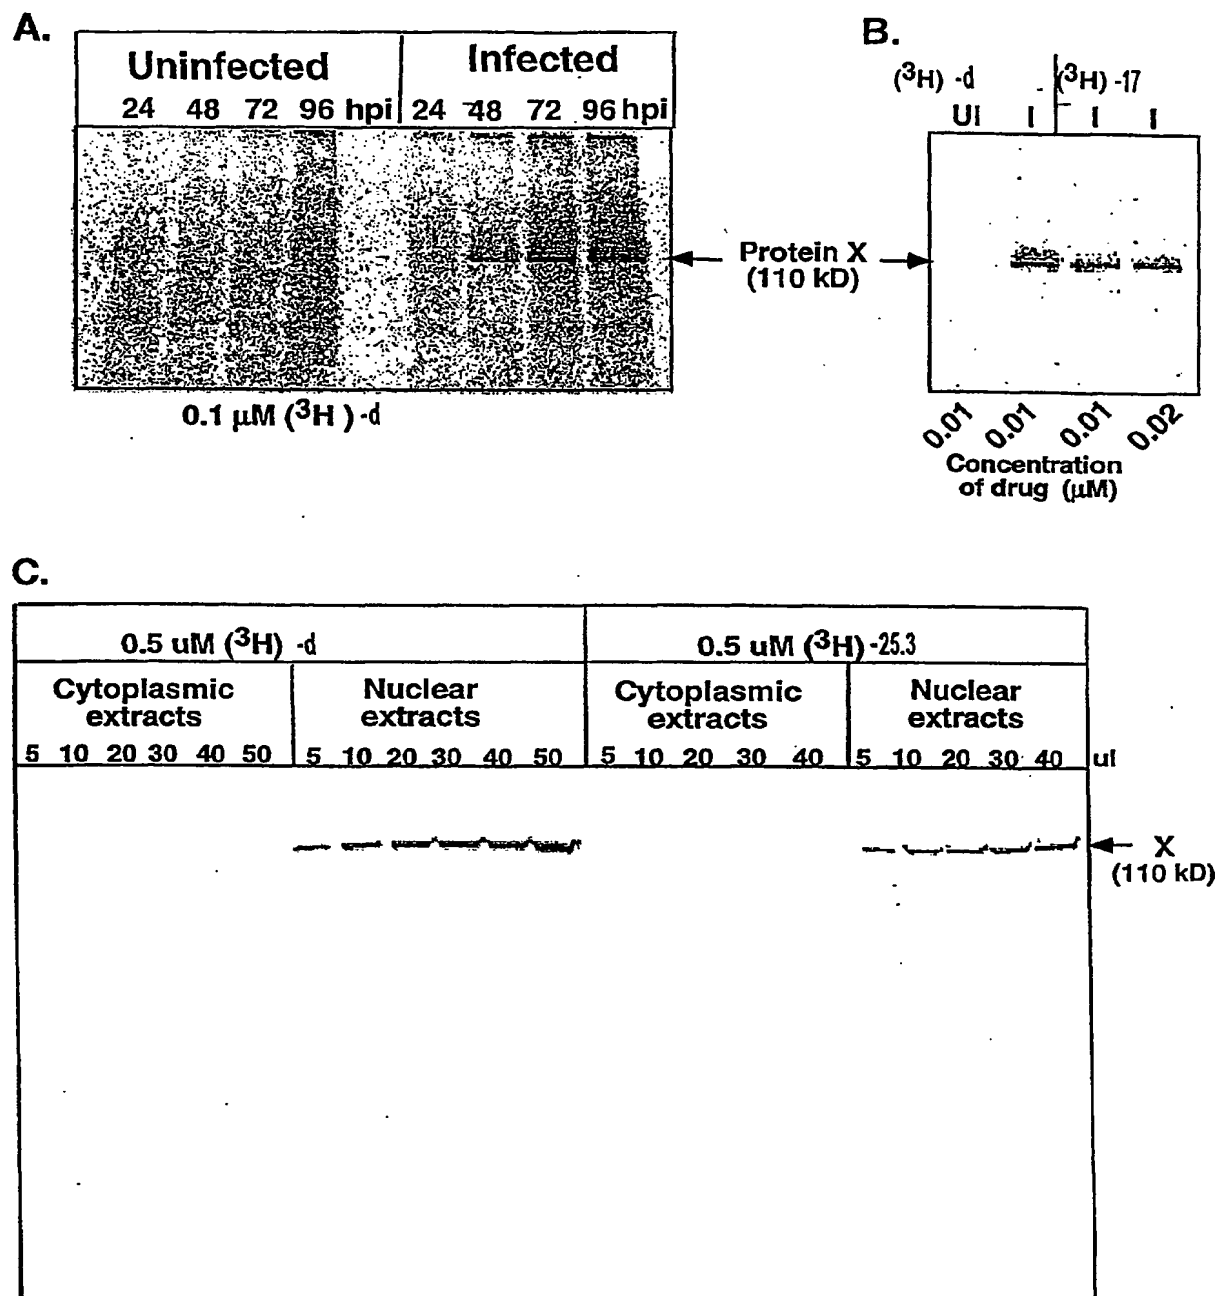 A.
Uninfected Infected
24 48 72 96 hpi 24 48 72 96 hpi
0.1 µM (³H) -d
Protein X
(110 kD)
B.
(³H) -d (³H) -17
UI I I I
0.01 0.01 0.01 0.02
Concentration
of drug (µM)
C.
0.5 uM (³H) -d 0.5 uM (³H) -25.3
Cytoplasmic
extracts
Nuclear
extracts
Cytoplasmic
extracts
Nuclear
extracts
5 10 20 30 40 50 5 10 20 30 40 50 5 10 20 30 40 5 10 20 30 40 ul
X
(110 kD)